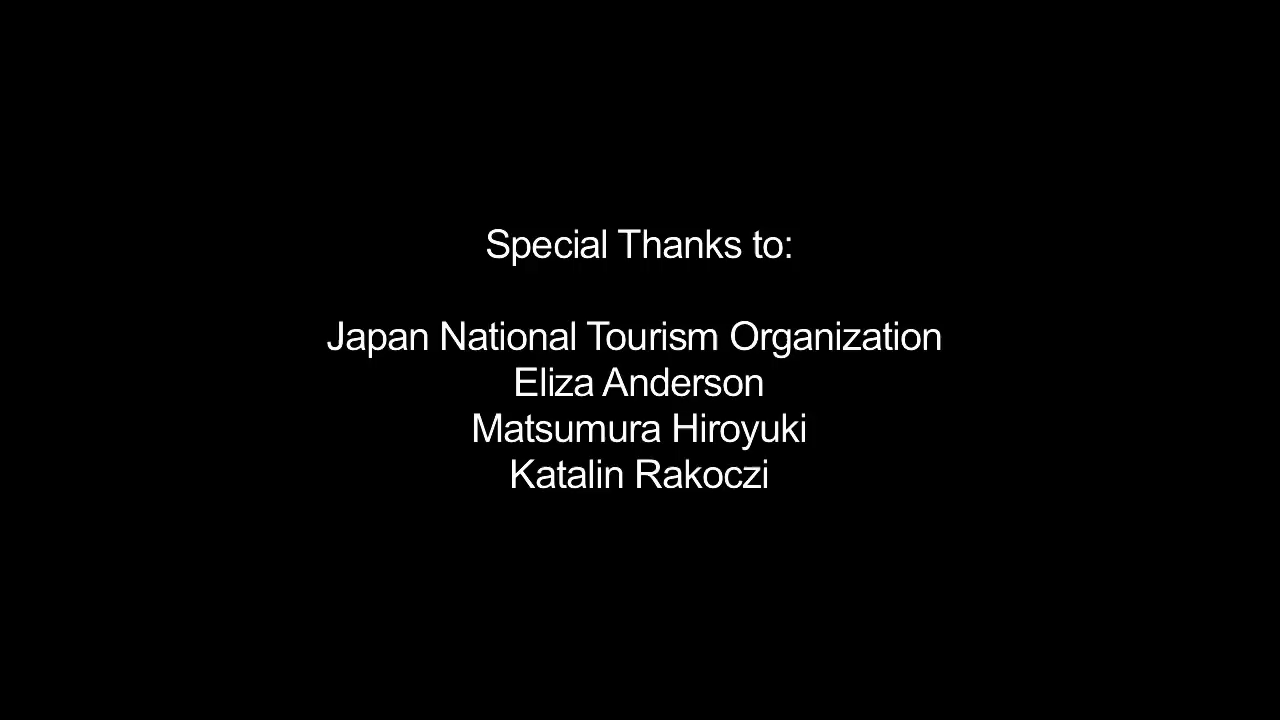 Special Thanks to:
Japan National Tourism Organization
Eliza Anderson
Matsumura Hiroyuki
Katalin Rakoczi